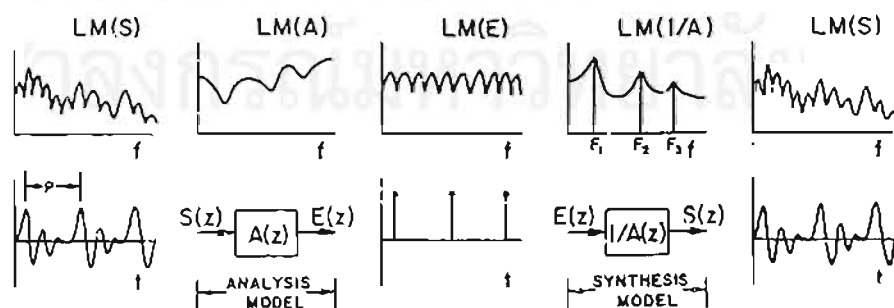 LM(S) LM(A) LM(E) LM(1/A) LM(S)
f f f F₁ F₂ F₃ f f
P
S(z) A(z) E(z) E(z) 1/A(z) S(z)
t ANALYSIS t SYNTHESIS t
MODEL MODEL